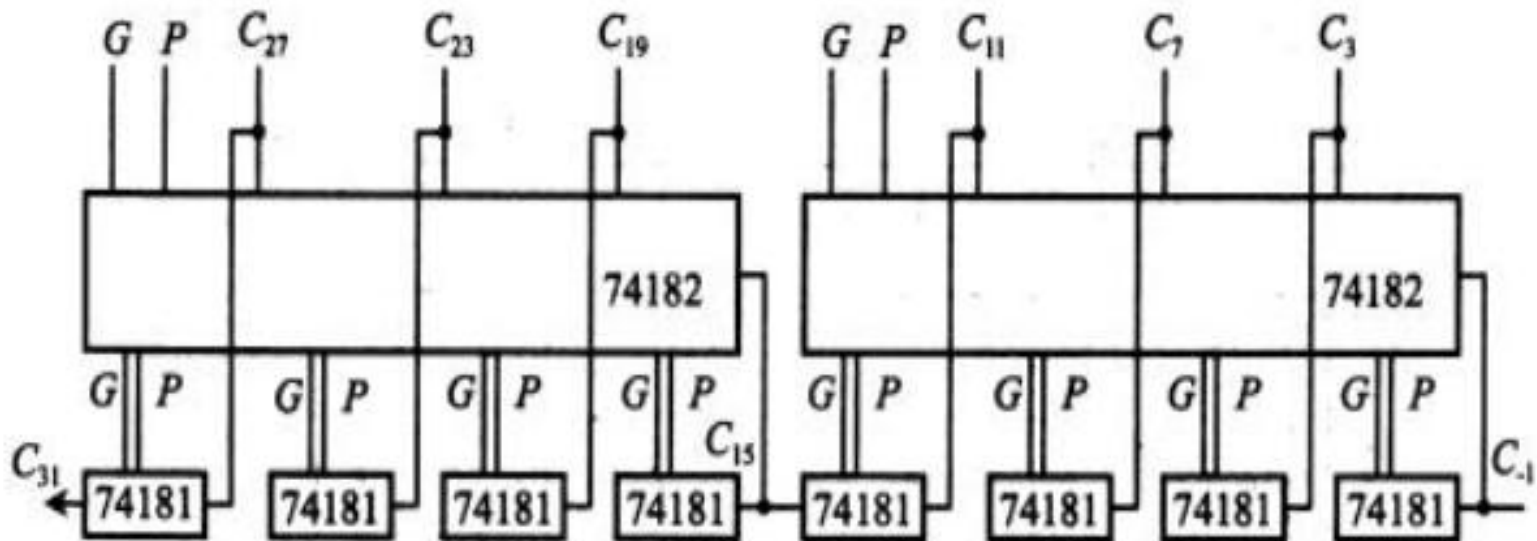 G P C₂₇ C₂₃ C₁₉ G P C₁₁ C₇ C₃
74182 74182
G P G P G P G P G P G P G P G P
C₃₁ C₁₅ C₋₁
74181 74181 74181 74181 74181 74181 74181 74181